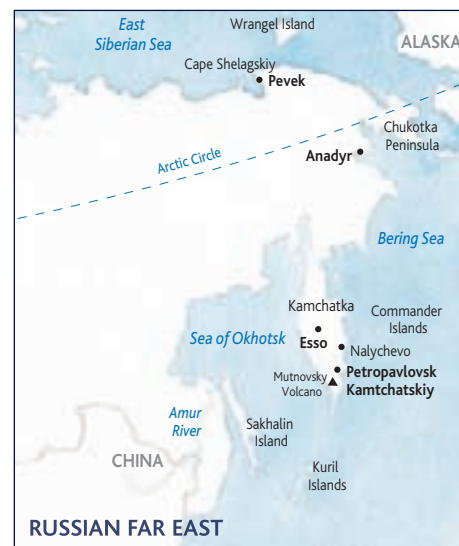 East
Siberian Sea
Wrangel Island
ALASKA
Cape Shelagskiy
Pevek
Chukotka
Peninsula
Arctic Circle
Anadyr
Bering Sea
Kamchatka
Commander
Islands
Sea of Okhotsk
Esso
Nalychevo
Petropavlovsk
Kamtchatskiy
Mutnovsky
Volcano
Amur
River
Sakhalin
Island
CHINA
Kuril
Islands
RUSSIAN FAR EAST